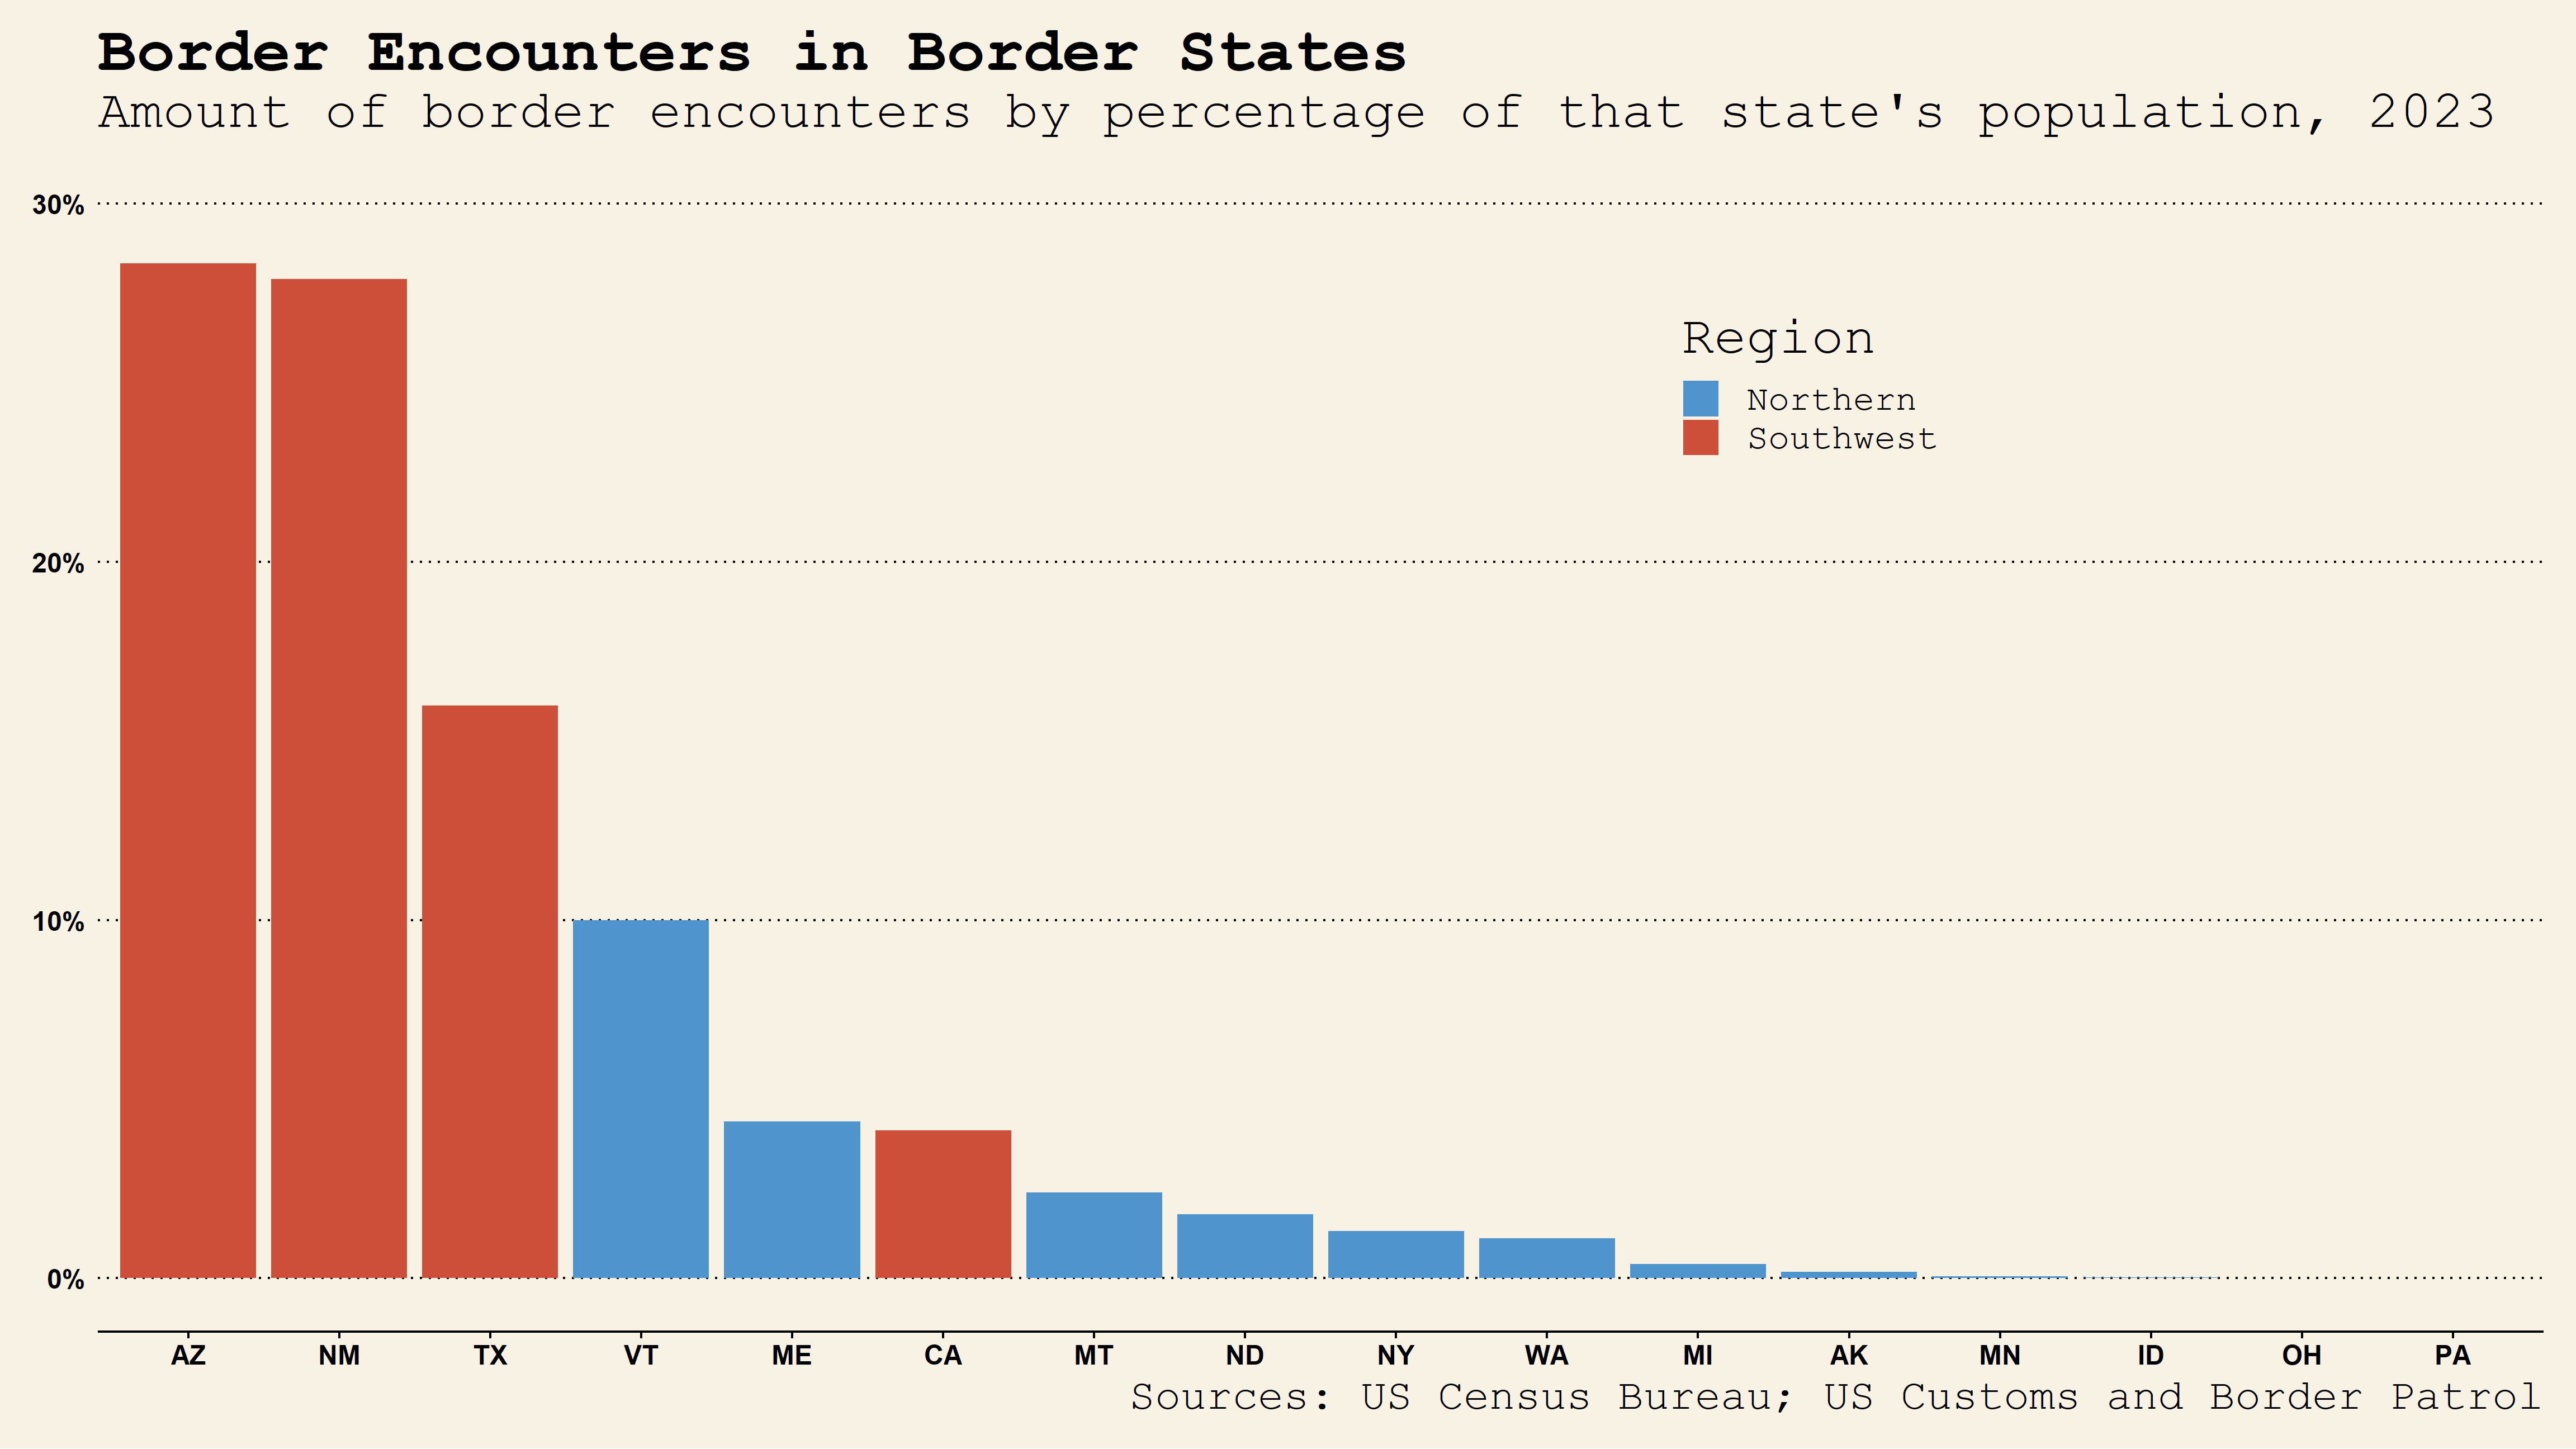 Border Encounters in Border States
Amount of border encounters by percentage of that state's population, 2023
30%
Region
Northern
Southwest
20%
10%
0%
AZ NM TX VT ME CA MT ND NY WA MI AK MN ID OH PA
Sources: US Census Bureau; US Customs and Border Patrol